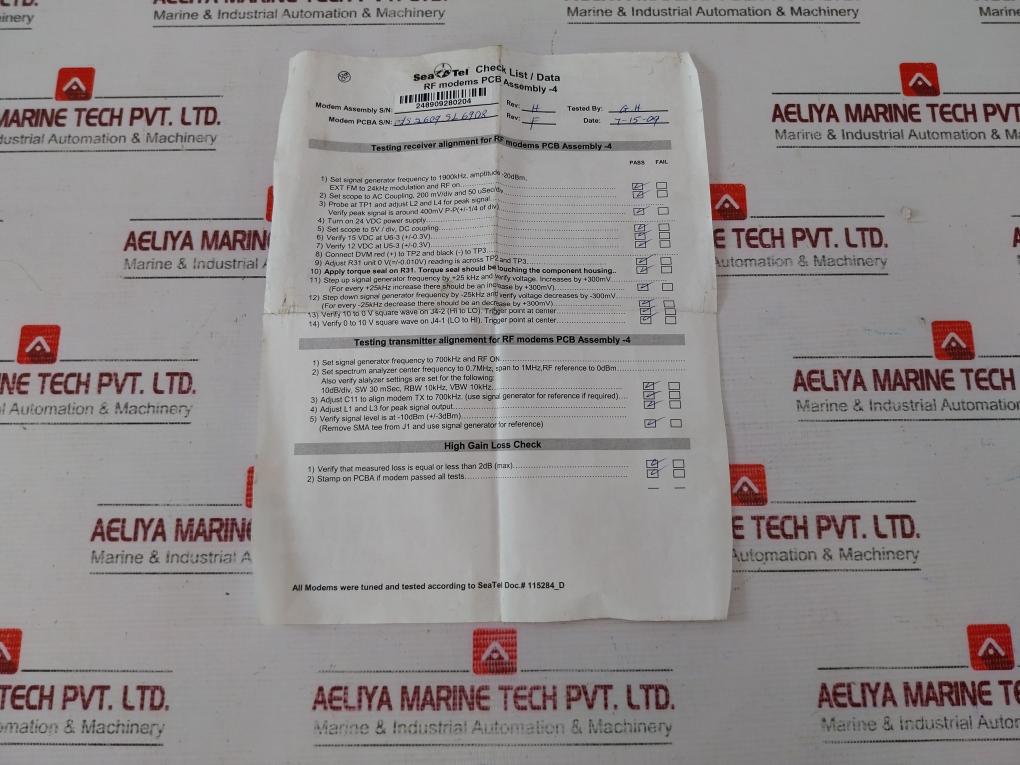 AELIYA MARINE TECH PVT. LTD.
Marine & Industrial Automation & Machinery
Sea Tel Check List / Data
RF modems PCB Assembly -4
Modem Assembly S/N: 248909280204 Rev: H Tested By: G.H
Modem PCBA S/N: Rev: F Date: 7-15-09
Testing receiver alignment for RF modems PCB Assembly -4
PASS FAIL
1) Set signal generator frequency to 1900kHz, amplitude -20dBm,
EXT FM to 24kHz modulation and RF on
2) Set scope to AC Coupling, 200 mV/div and 50 uSec/div
3) Probe at TP1 and adjust L2 and L4 for peak signal
Verify peak signal is around 400mV P-P(+/-1/4 of div)
4) Turn on 24 VDC power supply
5) Set scope to 5V / div, DC coupling
6) Verify 15 VDC at U6-3 (+/-0.3V)
7) Verify 12 VDC at U5-3 (+/-0.3V)
8) Connect DVM red (+) to TP2 and black (-) to TP3
9) Adjust R31 unit 0 V(+/-0.010V) reading is across TP2 and TP3
10) Apply torque seal on R31. Torque seal should be touching the component housing..
11) Step up signal generator frequency by +25 kHz and verify voltage. Increases by +300mV
(For every +25kHz increase there should be an increase by +300mV)
12) Step down signal generator frequency by -25kHz and verify voltage decreases by -300mV
(For every -25kHz decrease there should be an decrease by +300mV)
13) Verify 10 to 0 V square wave on J4-2 (HI to LO). Trigger point at center
14) Verify 0 to 10 V square wave on J4-1 (LO to HI). Trigger point at center
Testing transmitter alignement for RF modems PCB Assembly -4
1) Set signal generator frequency to 700kHz and RF ON
2) Set spectrum analyzer center frequency to 0.7MHz, span to 1MHz,RF reference to 0dBm
Also verify alalyzer settings are set for the following:
10dB/div, SW 30 mSec, RBW 10kHz, VBW 10kHz
3) Adjust C11 to align modem TX to 700kHz. (use signal generator for reference if required)
4) Adjust L1 and L3 for peak signal output
5) Verify signal level is at -10dBm (+/-3dBm)
(Remove SMA tee from J1 and use signal generator for reference)
High Gain Loss Check
1) Verify that measured loss is equal or less than 2dB (max)
2) Stamp on PCBA if modem passed all tests
All Modems were tuned and tested according to SeaTel Doc.# 115284_D
AELIYA MARINE TECH PVT. LTD.
Marine & Industrial Automation & Machinery